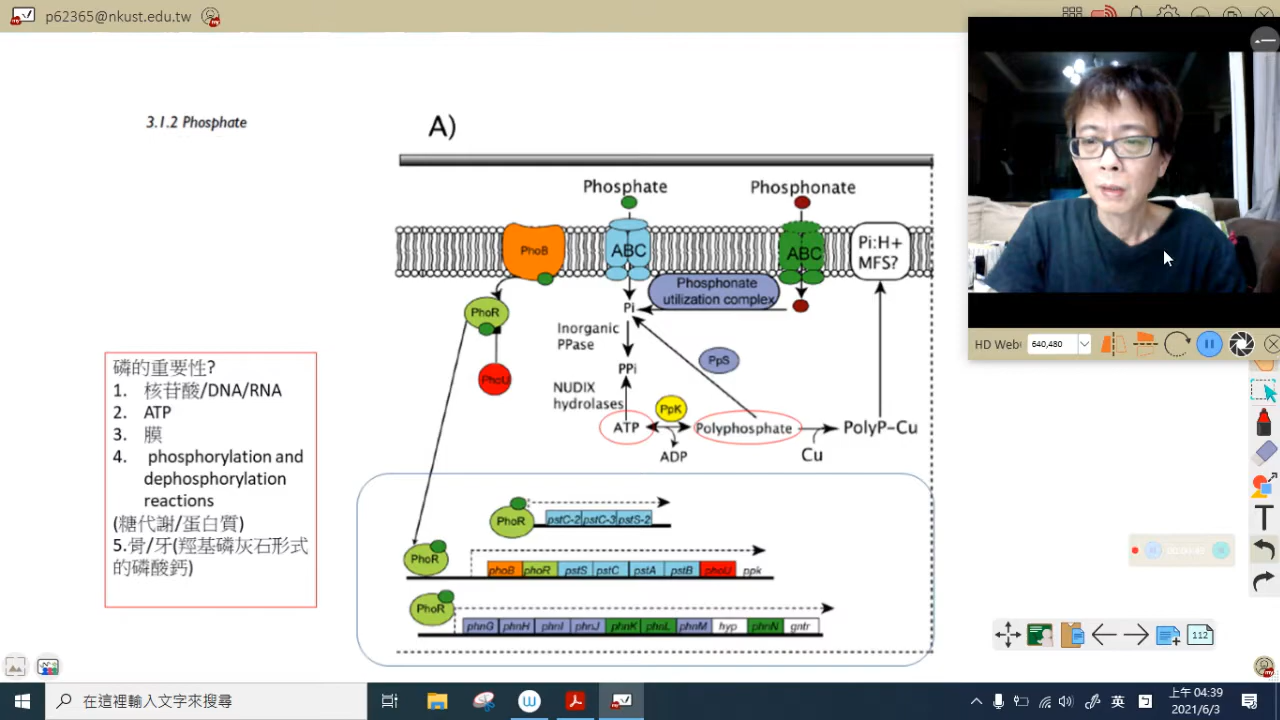 p62365@nkust.edu.tw
3.1.2 Phosphate
A)
Phosphate
Phosphonate
PhoB
ABC
ABC
Pi:H+
MFS?
PhoR
Phosphonate
utilization complex
Pi
Inorganic
PPase
PhoU
PpS
PPi
NUDIX
hydrolases
PpK
ATP
Polyphosphate
PolyP-Cu
ADP
Cu
磷的重要性?
1. 核苷酸/DNA/RNA
2. ATP
3. 膜
4. phosphorylation and
dephosphorylation
reactions
(糖代謝/蛋白質)
5.骨/牙(羥基磷灰石形式
的磷酸鈣)
PhoR
pstC-2 pstC-3 pstS-2
PhoR
phoB phoR pstS pstC pstA pstB phoU ppk
PhoR
phnG phnH phnI phnJ phnK phoL phnM hyp phnN gntr
HD Web
640,480
T
112
在這裡輸入文字來搜尋
英
上午 04:39
2021/6/3